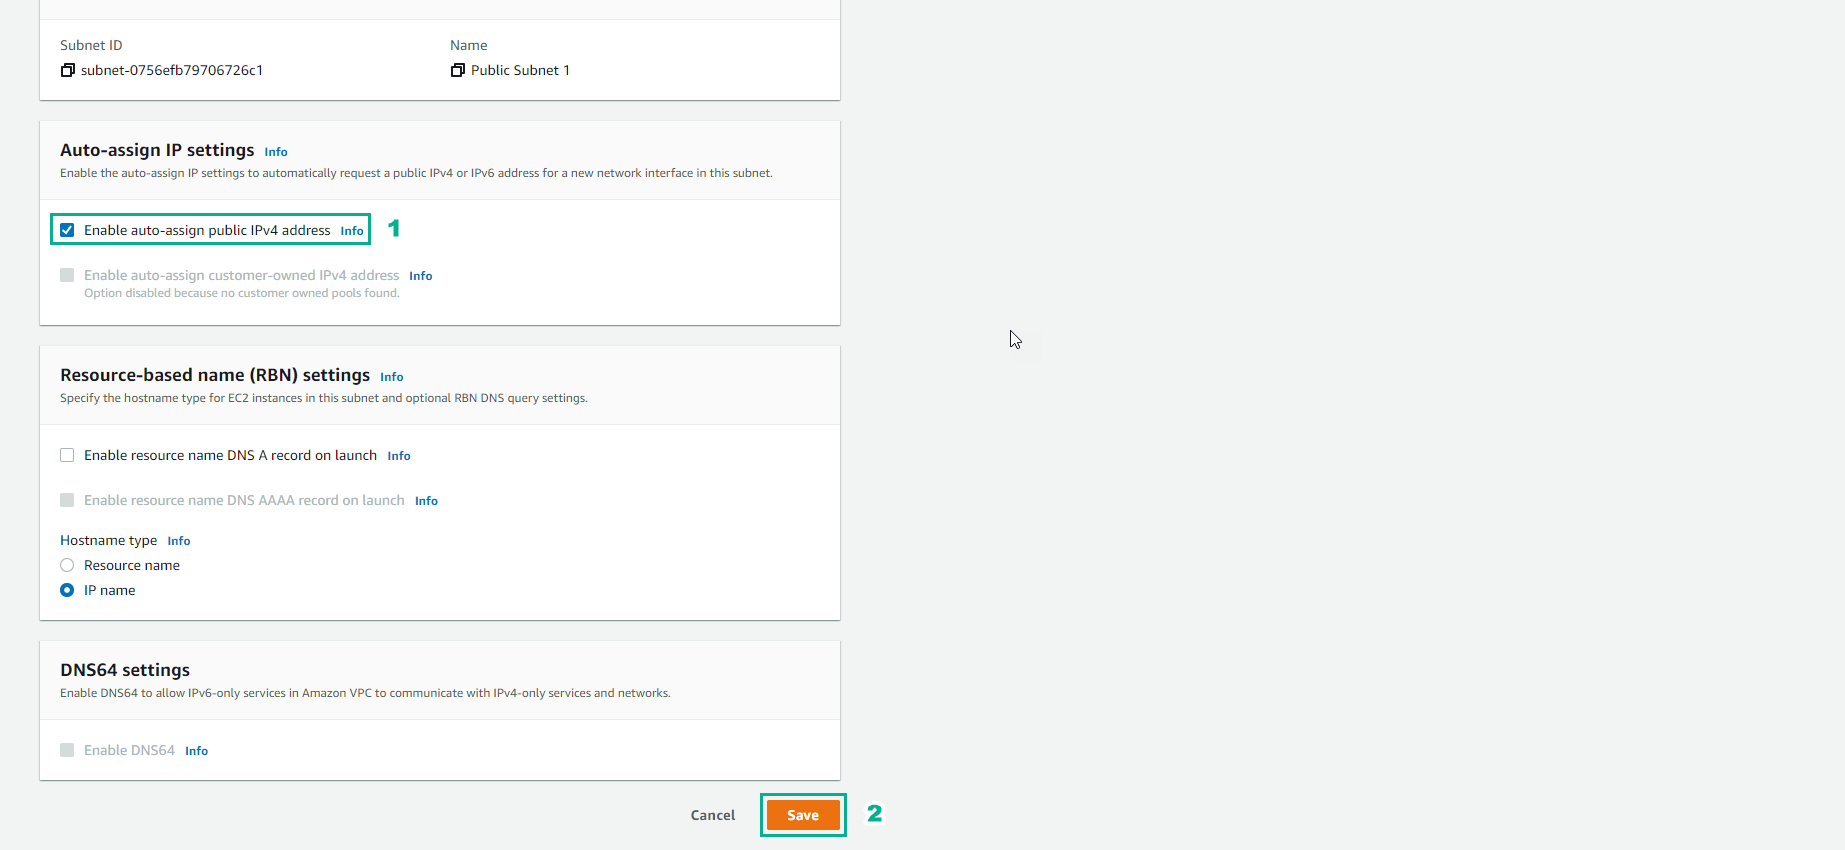 Subnet ID
Name
subnet-0756efb79706726c1
Public Subnet 1
Auto-assign IP settings Info
Enable the auto-assign IP settings to automatically request a public IPv4 or IPv6 address for a new network interface in this subnet.
Enable auto-assign public IPv4 address Info 1
Enable auto-assign customer-owned IPv4 address Info
Option disabled because no customer owned pools found.
Resource-based name (RBN) settings Info
Specify the hostname type for EC2 instances in this subnet and optional RBN DNS query settings.
Enable resource name DNS A record on launch Info
Enable resource name DNS AAAA record on launch Info
Hostname type Info
Resource name
IP name
DNS64 settings
Enable DNS64 to allow IPv6-only services in Amazon VPC to communicate with IPv4-only services and networks.
Enable DNS64 Info
Cancel Save 2